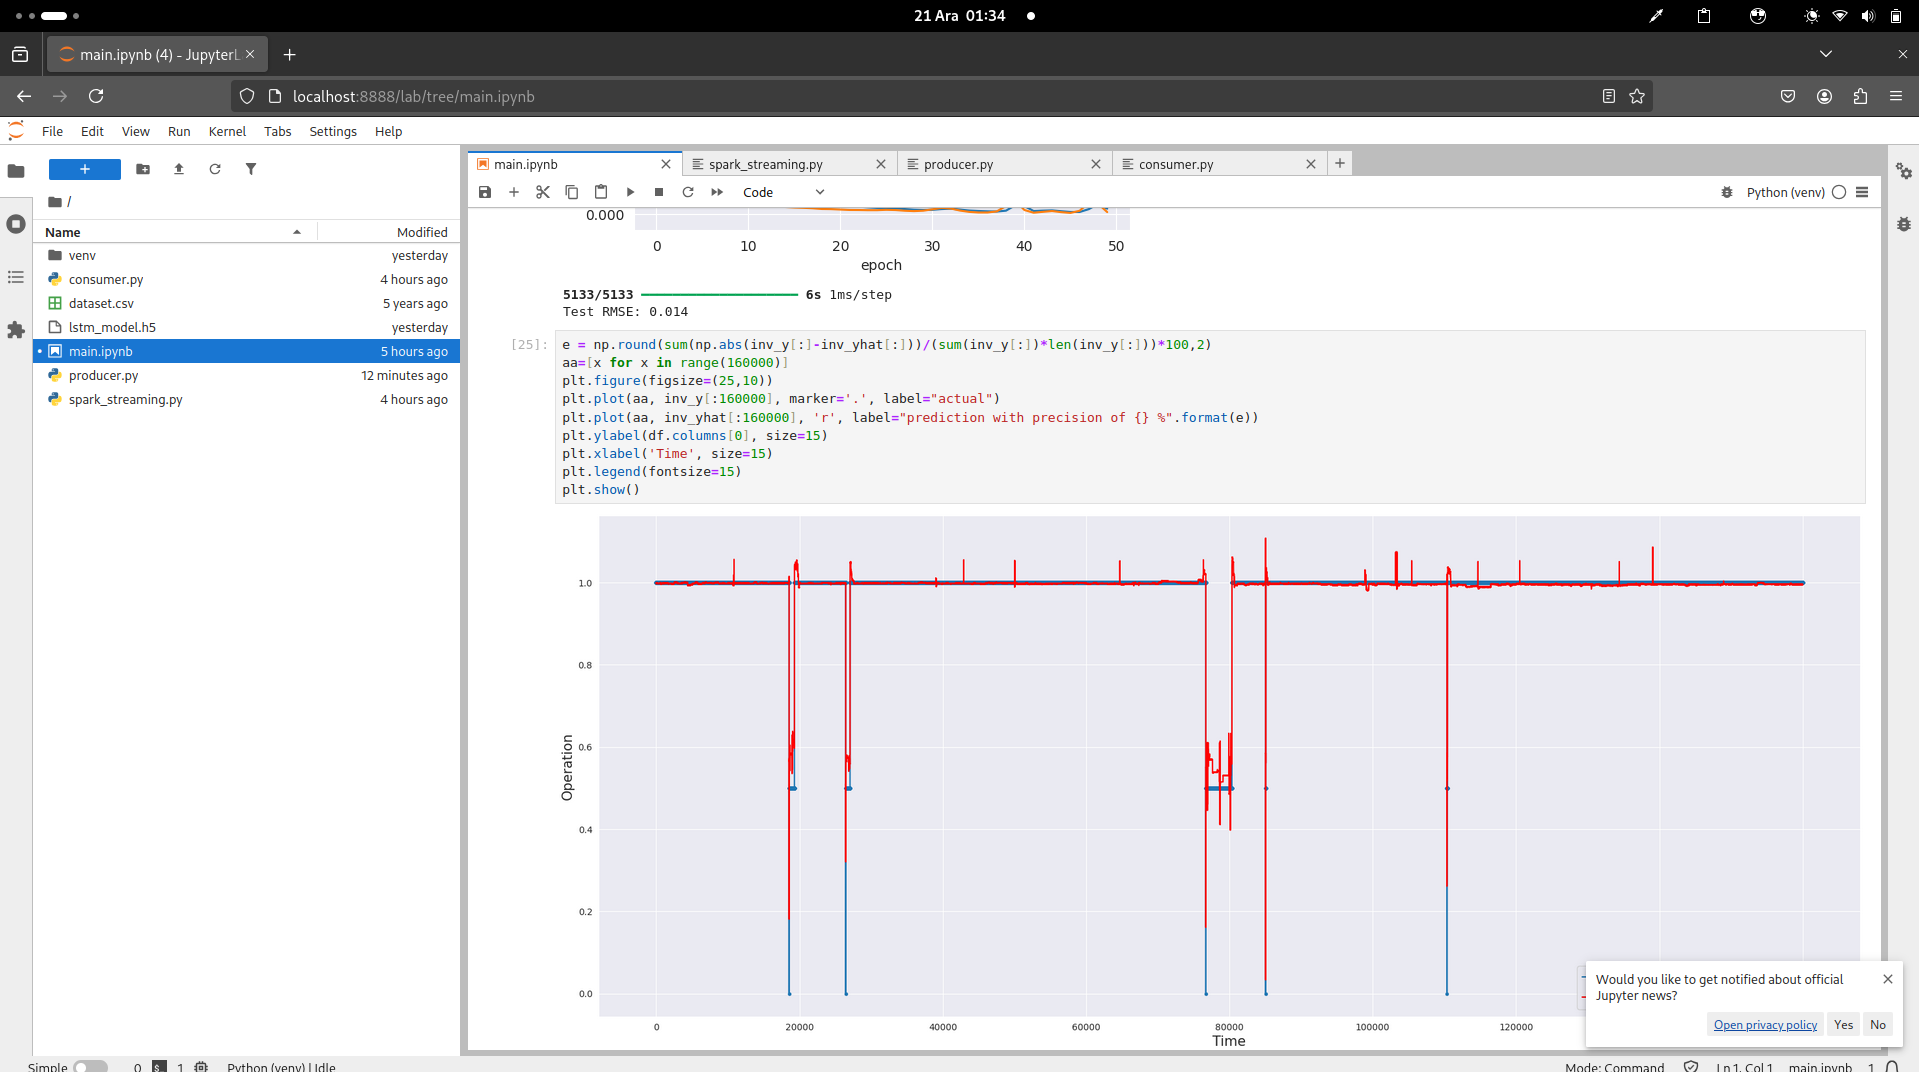 21 Ara 01:34
main.ipynb (4) - JupyterL
localhost:8888/lab/tree/main.ipynb
File Edit View Run Kernel Tabs Settings Help
main.ipynb
spark_streaming.py
producer.py
consumer.py
Code
Python (venv)
/
Name Modified
venv yesterday
consumer.py 4 hours ago
dataset.csv 5 years ago
lstm_model.h5 yesterday
main.ipynb 5 hours ago
producer.py 12 minutes ago
spark_streaming.py 4 hours ago
0.000
0 10 20 30 40 50
epoch
5133/5133 6s 1ms/step
Test RMSE: 0.014
[25]:
e = np.round(sum(np.abs(inv_y[:]-inv_yhat[:]))/(sum(inv_y[:])*len(inv_y[:]))*100,2)
aa=[x for x in range(160000)]
plt.figure(figsize=(25,10))
plt.plot(aa, inv_y[:160000], marker='.', label="actual")
plt.plot(aa, inv_yhat[:160000], 'r', label="prediction with precision of {} %".format(e))
plt.ylabel(df.columns[0], size=15)
plt.xlabel('Time', size=15)
plt.legend(fontsize=15)
plt.show()
1.0
0.8
0.6
0.4
0.2
0.0
Operation
0 20000 40000 60000 80000 100000 120000
Time
Would you like to get notified about official
Jupyter news?
Open privacy policy Yes No
Simple 0 1 Python (venv) | Idle
Mode: Command Ln 1, Col 1 main.ipynb 1